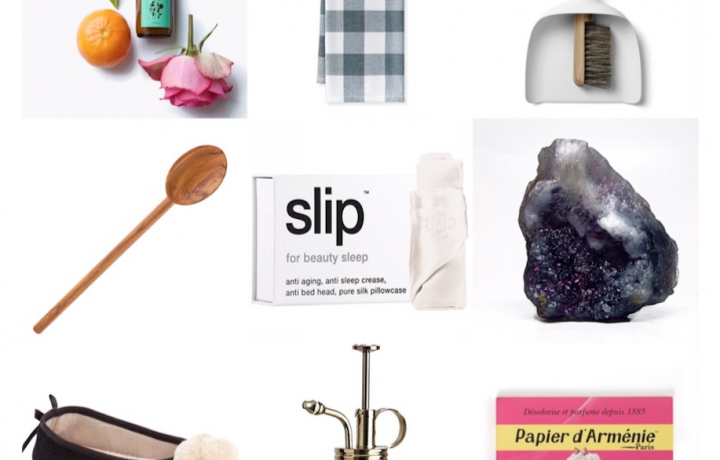 slip™
for beauty sleep
anti aging, anti sleep crease,
anti bed head, pure silk pillowcase
Désodorise et parfume depuis 1885
Papier d'Arménie
Paris